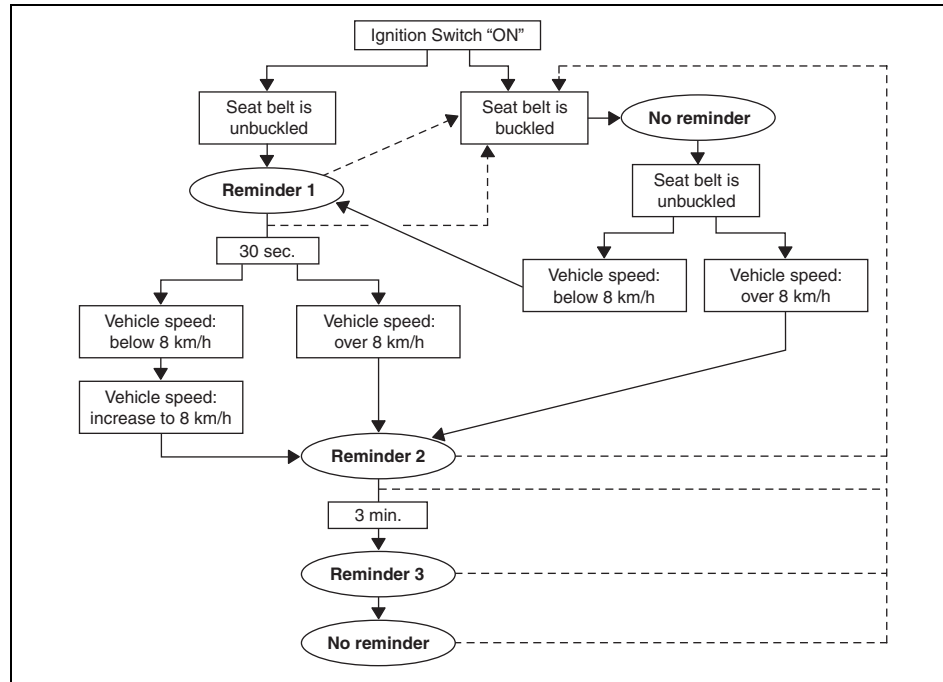 Ignition Switch “ON”
Seat belt is
unbuckled
Seat belt is
buckled
No reminder
Reminder 1
Seat belt is
unbuckled
30 sec.
Vehicle speed:
below 8 km/h
Vehicle speed:
over 8 km/h
Vehicle speed:
below 8 km/h
Vehicle speed:
over 8 km/h
Vehicle speed:
increase to 8 km/h
Reminder 2
3 min.
Reminder 3
No reminder